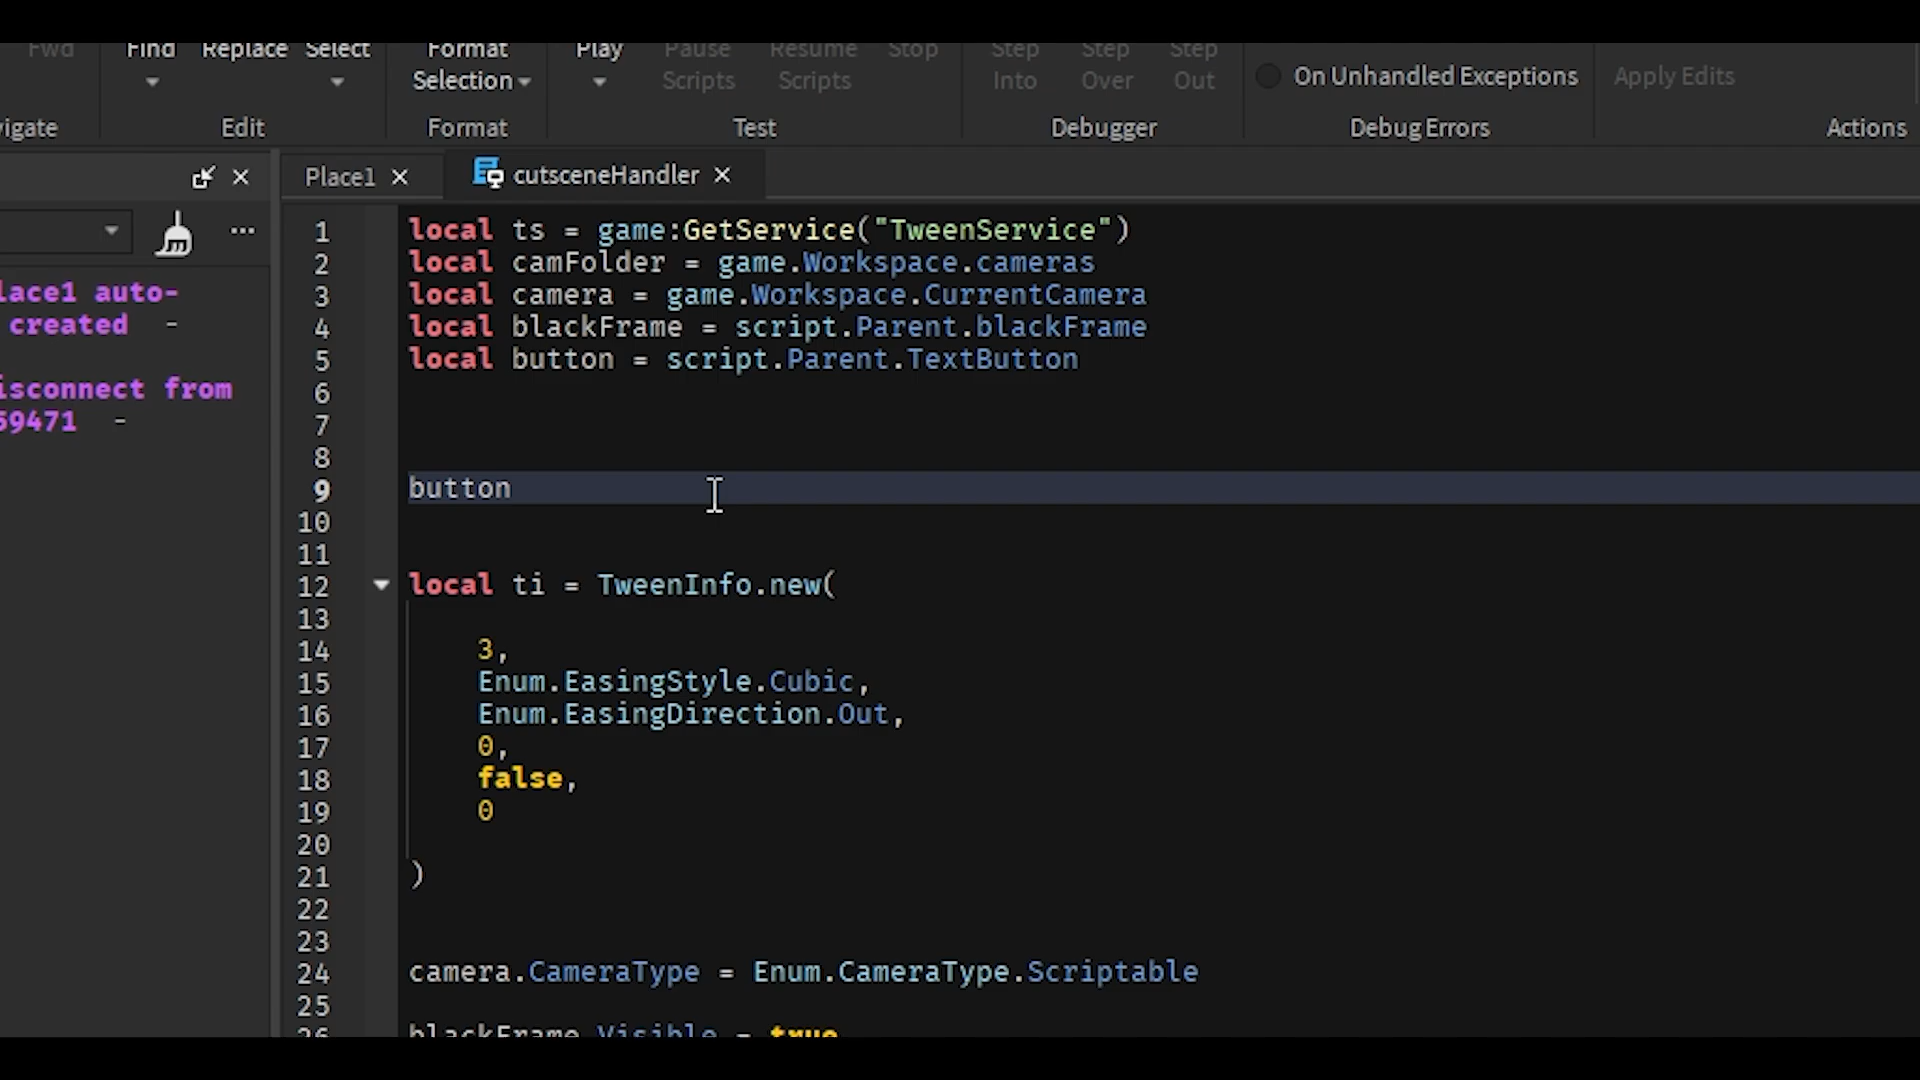 Fwd Find Replace Select Format Play Pause Resume Stop Step Step Step
Selection Scripts Scripts Into Over Out On Unhandled Exceptions Apply Edits
vigate Edit Format Test Debugger Debug Errors Actions
Place1 cutsceneHandler
lace1 auto-
created -
isconnect from
59471 -
1 local ts = game:GetService("TweenService")
2 local camFolder = game.Workspace.cameras
3 local camera = game.Workspace.CurrentCamera
4 local blackFrame = script.Parent.blackFrame
5 local button = script.Parent.TextButton
6
7
8
9 button
10
11
12 local ti = TweenInfo.new(
13
14 3,
15 Enum.EasingStyle.Cubic,
16 Enum.EasingDirection.Out,
17 0,
18 false,
19 0
20
21 )
22
23
24 camera.CameraType = Enum.CameraType.Scriptable
25
26 blackFrame.Visible = true